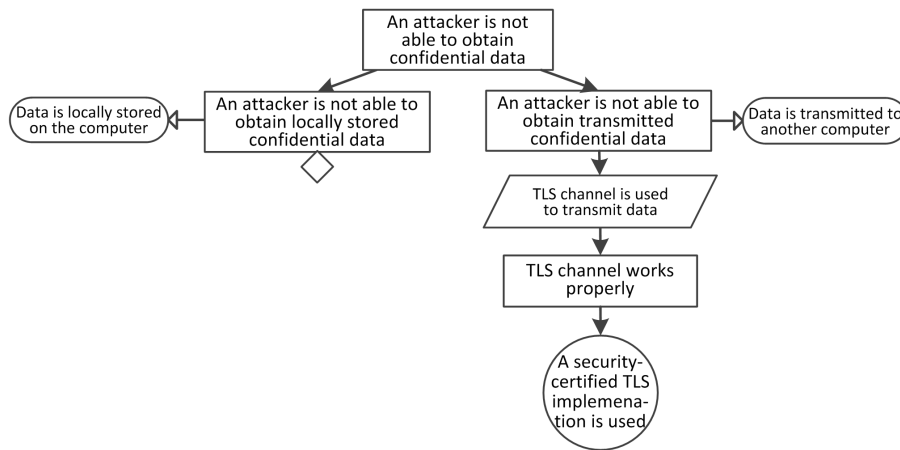 An attacker is not
able to obtain
confidential data
Data is locally stored
on the computer
An attacker is not able to
obtain locally stored
confidential data
An attacker is not able to
obtain transmitted
confidential data
Data is transmitted to
another computer
TLS channel is used
to transmit data
TLS channel works
properly
A security-
certified TLS
implemena-
tion is used